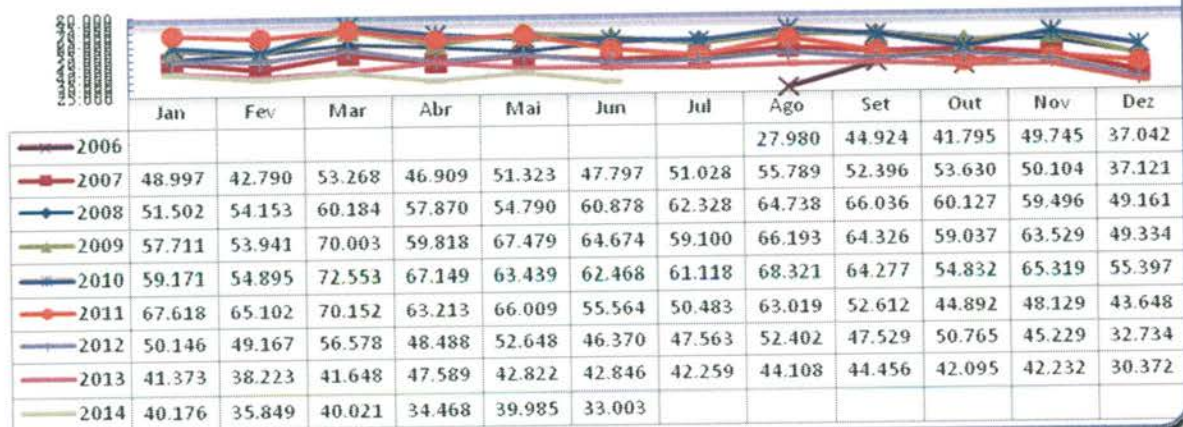 Jan Fev Mar Abr Mai Jun Jul Ago Set Out Nov Dez
2006 27.980 44.924 41.795 49.745 37.042
2007 48.997 42.790 53.268 46.909 51.323 47.797 51.028 55.789 52.396 53.630 50.104 37.121
2008 51.502 54.153 60.184 57.870 54.790 60.878 62.328 64.738 66.036 60.127 59.496 49.161
2009 57.711 53.941 70.003 59.818 67.479 64.674 59.100 66.193 64.326 59.037 63.529 49.334
2010 59.171 54.895 72.553 67.149 63.439 62.468 61.118 68.321 64.277 54.832 65.319 55.397
2011 67.618 65.102 70.152 63.213 66.009 55.564 50.483 63.019 52.612 44.892 48.129 43.648
2012 50.146 49.167 56.578 48.488 52.648 46.370 47.563 52.402 47.529 50.765 45.229 32.734
2013 41.373 38.223 41.648 47.589 42.822 42.846 42.259 44.108 44.456 42.095 42.232 30.372
2014 40.176 35.849 40.021 34.468 39.985 33.003